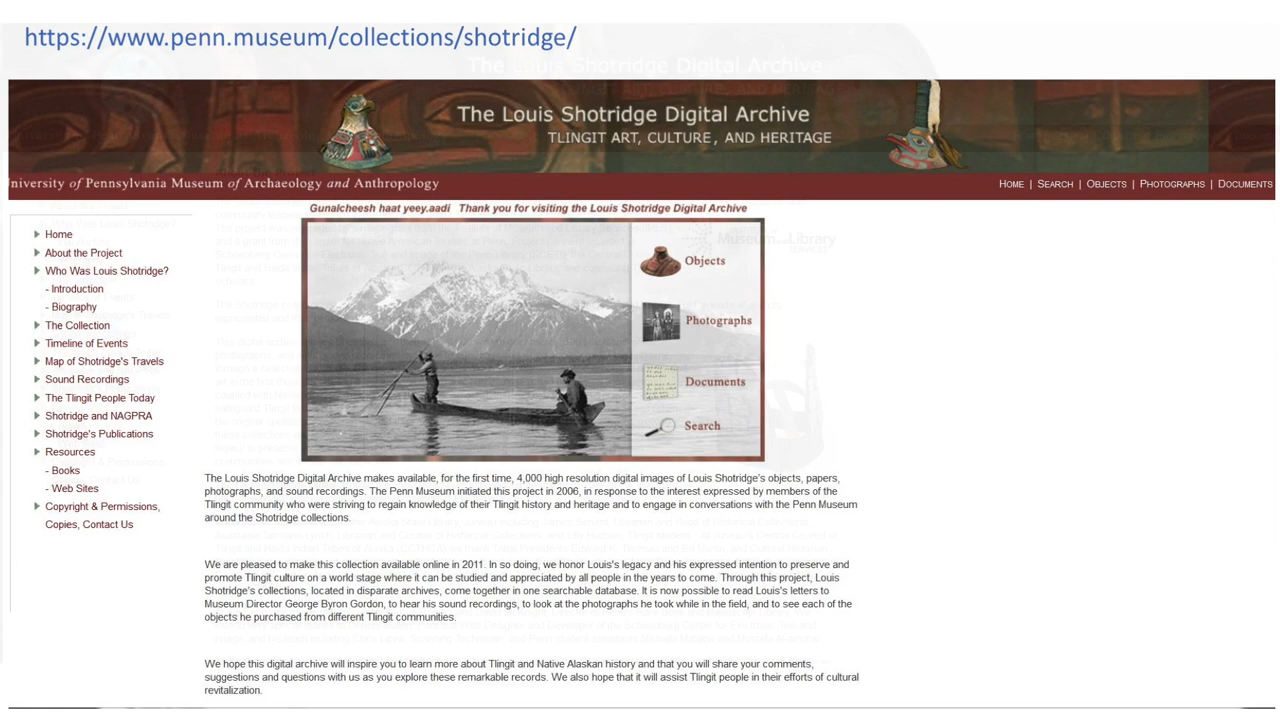 https://www.penn.museum/collections/shotridge/
The Louis Shotridge Digital Archive
TLINGIT ART, CULTURE, AND HERITAGE
niversity of Pennsylvania Museum of Archaeology and Anthropology
HOME | SEARCH | OBJECTS | PHOTOGRAPHS | DOCUMENTS
Gunalcheesh haat yeey.aadi Thank you for visiting the Louis Shotridge Digital Archive
Home
About the Project
Who Was Louis Shotridge?
- Introduction
- Biography
The Collection
Timeline of Events
Map of Shotridge's Travels
Sound Recordings
The Tlingit People Today
Shotridge and NAGPRA
Shotridge's Publications
Resources
- Books
- Web Sites
Copyright & Permissions,
Copies, Contact Us
Objects
Photographs
Documents
Search
The Louis Shotridge Digital Archive makes available, for the first time, 4,000 high resolution digital images of Louis Shotridge's objects, papers,
photographs, and sound recordings. The Penn Museum initiated this project in 2006, in response to the interest expressed by members of the
Tlingit community who were striving to regain knowledge of their Tlingit history and heritage and to engage in conversations with the Penn Museum
around the Shotridge collections.
We are pleased to make this collection available online in 2011. In so doing, we honor Louis's legacy and his expressed intention to preserve and
promote Tlingit culture on a world stage where it can be studied and appreciated by all people in the years to come. Through this project, Louis
Shotridge's collections, located in disparate archives, come together in one searchable database. It is now possible to read Louis's letters to
Museum Director George Byron Gordon, to hear his sound recordings, to look at the photographs he took while in the field, and to see each of the
objects he purchased from different Tlingit communities.
We hope this digital archive will inspire you to learn more about Tlingit and Native Alaskan history and that you will share your comments,
suggestions and questions with us as you explore these remarkable records. We also hope that it will assist Tlingit people in their efforts of cultural
revitalization.